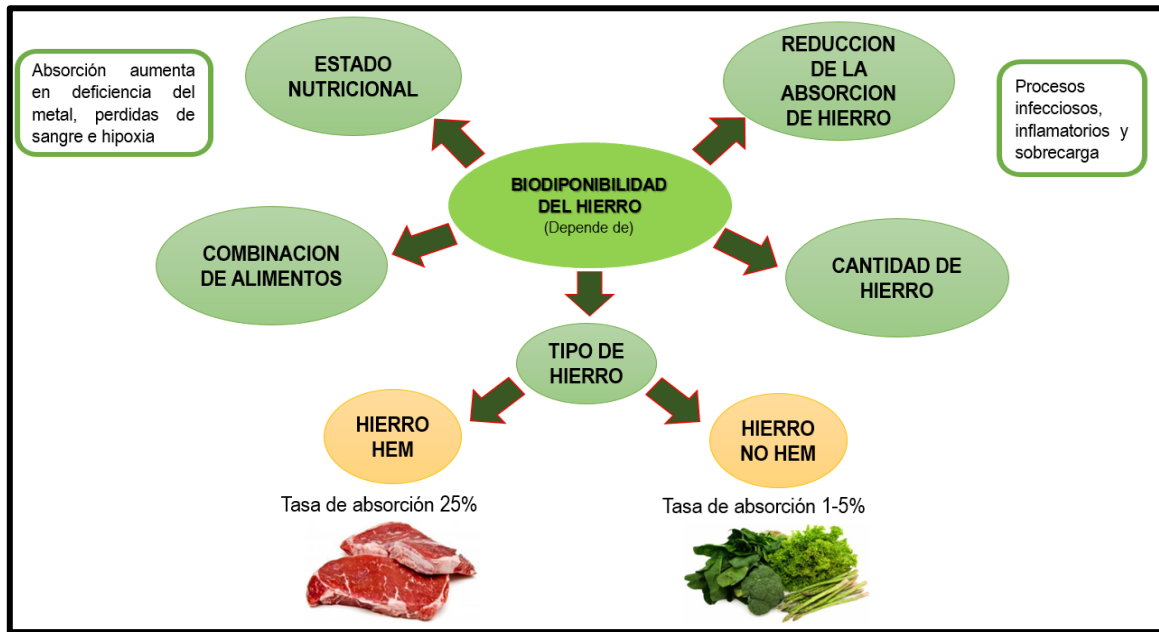 Absorción aumenta
en deficiencia del
metal, perdidas de
sangre e hipoxia
ESTADO
NUTRICIONAL
REDUCCION
DE LA
ABSORCION
DE HIERRO
Procesos
infecciosos,
inflamatorios y
sobrecarga
BIODIPONIBILIDAD
DEL HIERRO
(Depende de)
COMBINACION
DE ALIMENTOS
CANTIDAD DE
HIERRO
TIPO DE
HIERRO
HIERRO
HEM
HIERRO
NO HEM
Tasa de absorción 25%
Tasa de absorción 1-5%